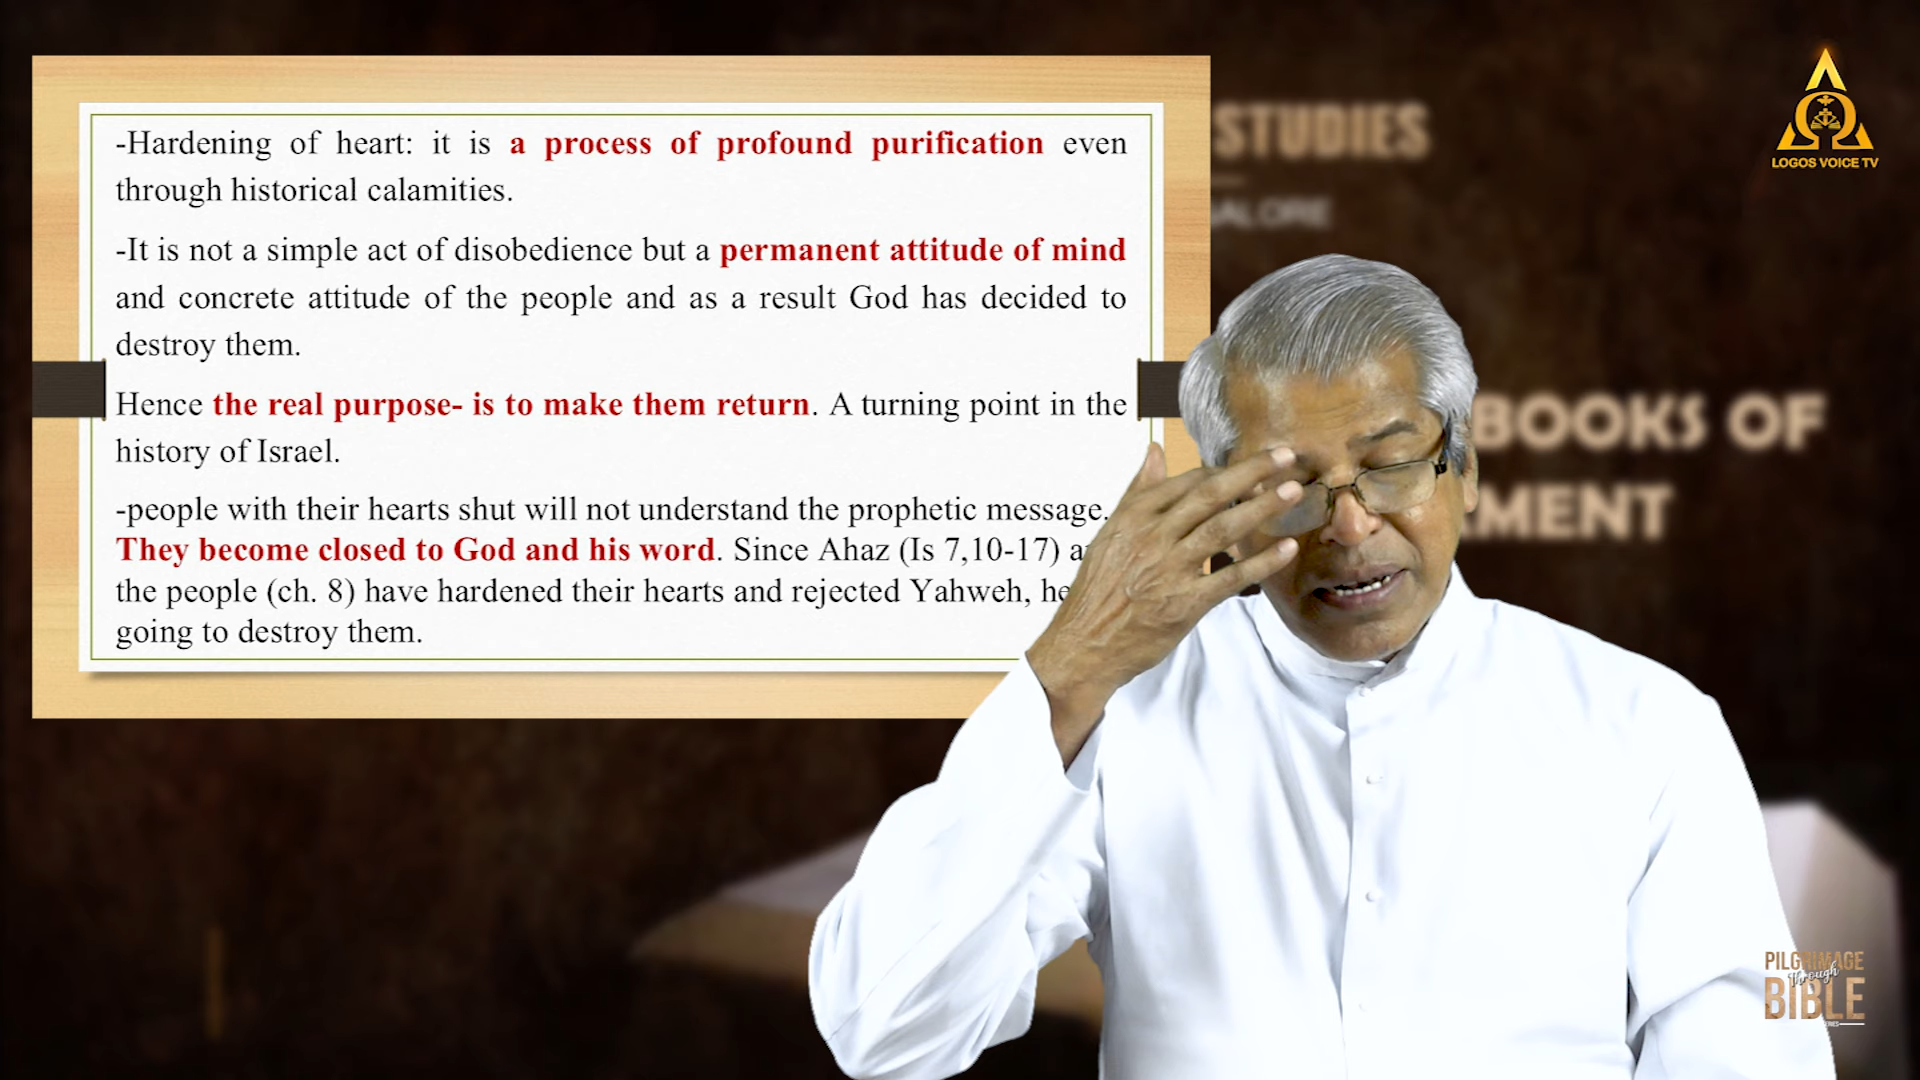 -Hardening of heart: it is a process of profound purification even
through historical calamities.
-It is not a simple act of disobedience but a permanent attitude of mind
and concrete attitude of the people and as a result God has decided to
destroy them.
Hence the real purpose- is to make them return. A turning point in the
history of Israel.
-people with their hearts shut will not understand the prophetic message.
They become closed to God and his word. Since Ahaz (Is 7,10-17)
the people (ch. 8) have hardened their hearts and rejected Yahweh,
going to destroy them.
STUDIES
BOOKS OF
LOGOS VOICE TV
PILGRIMAGE
Through
BIBLE